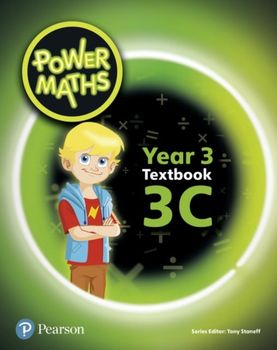 POWER
MATHS
Year 3
Textbook
3C
Pearson
Series Editor: Tony Staneff